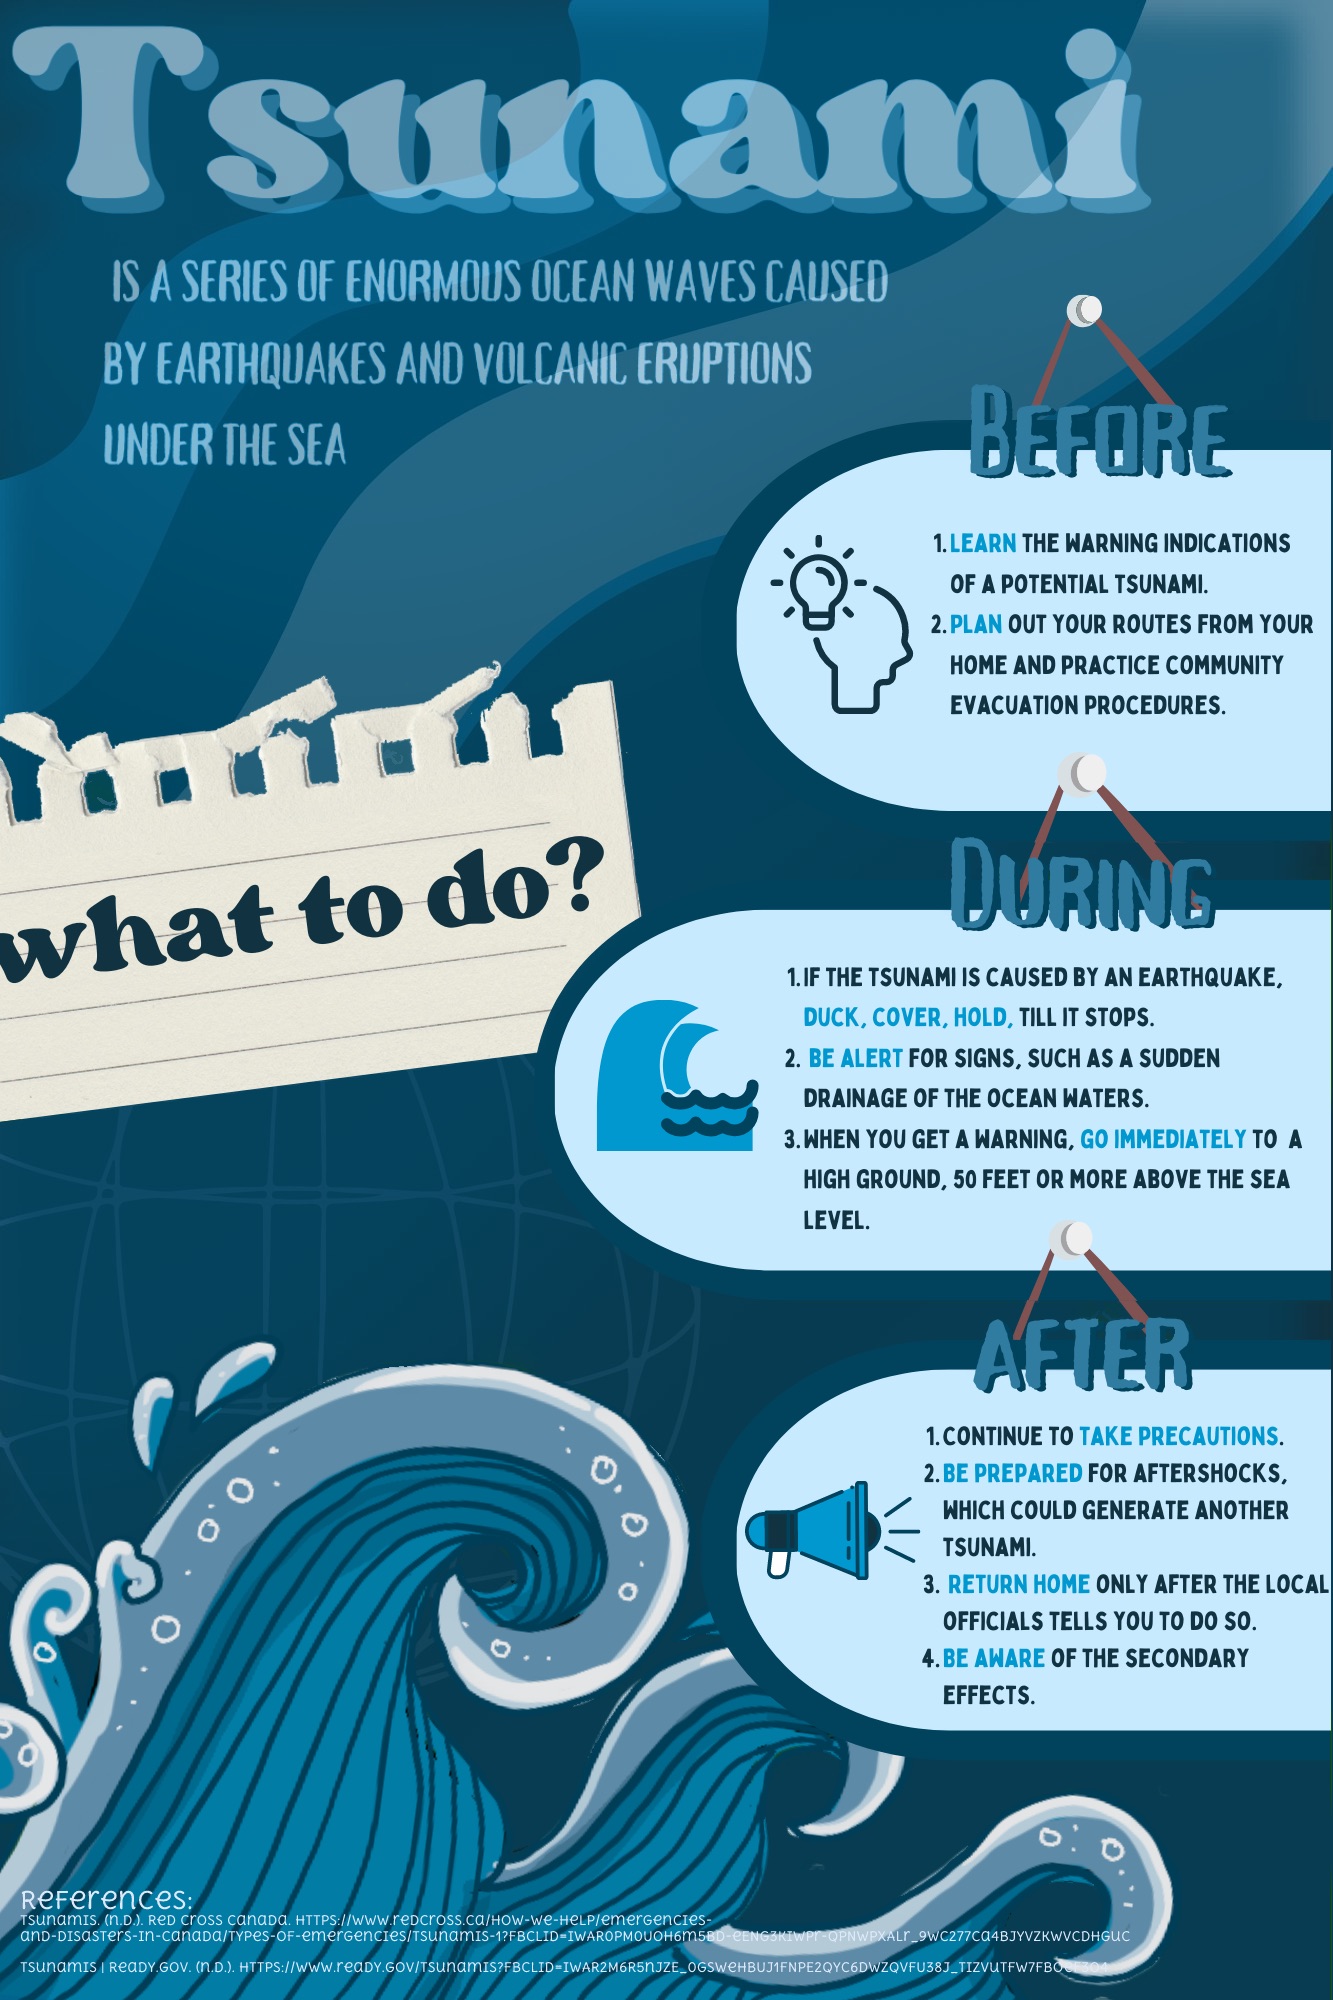 Tsunami
IS A SERIES OF ENORMOUS OCEAN WAVES CAUSED
BY EARTHQUAKES AND VOLCANIC ERUPTIONS
UNDER THE SEA
BEFORE
1. LEARN THE WARNING INDICATIONS
OF A POTENTIAL TSUNAMI.
2. PLAN OUT YOUR ROUTES FROM YOUR
HOME AND PRACTICE COMMUNITY
EVACUATION PROCEDURES.
what to do?
DURING
1. IF THE TSUNAMI IS CAUSED BY AN EARTHQUAKE,
DUCK, COVER, HOLD, TILL IT STOPS.
2. BE ALERT FOR SIGNS, SUCH AS A SUDDEN
DRAINAGE OF THE OCEAN WATERS.
3. WHEN YOU GET A WARNING, GO IMMEDIATELY TO A
HIGH GROUND, 50 FEET OR MORE ABOVE THE SEA
LEVEL.
AFTER
1. CONTINUE TO TAKE PRECAUTIONS.
2. BE PREPARED FOR AFTERSHOCKS,
WHICH COULD GENERATE ANOTHER
TSUNAMI.
3. RETURN HOME ONLY AFTER THE LOCAL
OFFICIALS TELLS YOU TO DO SO.
4. BE AWARE OF THE SECONDARY
EFFECTS.
References:
Tsunamis. (n.d.). Red Cross Canada. https://www.redcross.ca/how-we-help/emergencies-
and-disasters-in-canada/types-of-emergencies/tsunamis-1?
Tsunamis | Ready.gov. (n.d.). https://www.ready.gov/tsunamis?